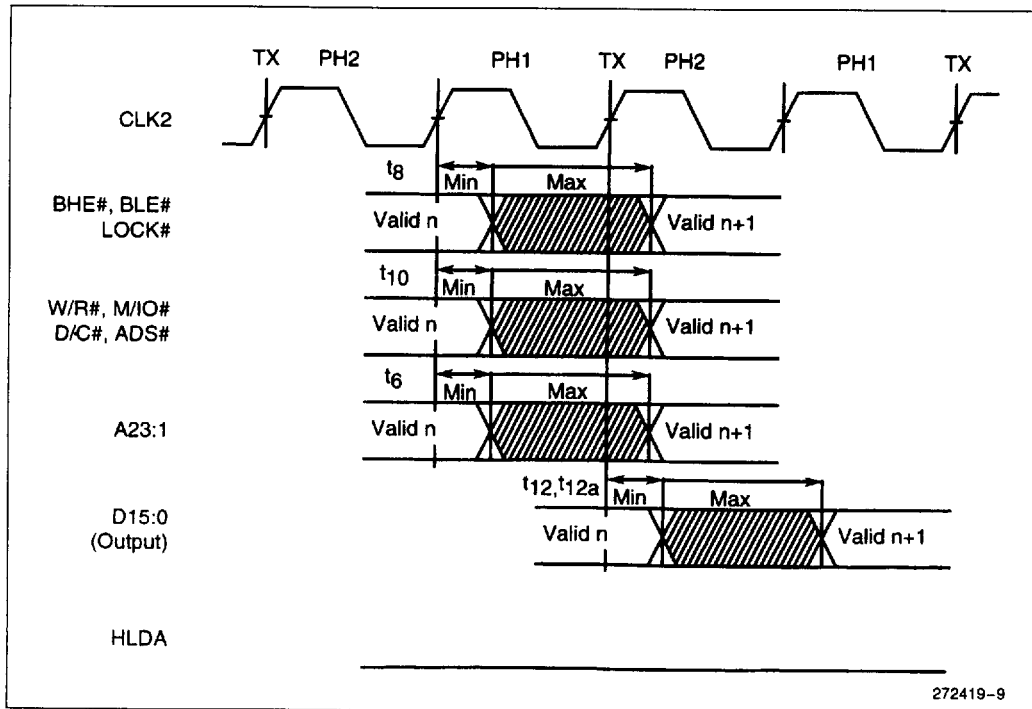 TX PH2 PH1 TX PH2 PH1 TX
CLK2
t8 Min Max
BHE#, BLE#
LOCK#
Valid n Valid n+1
t10 Min Max
W/R#, M/IO#
D/C#, ADS#
Valid n Valid n+1
t6 Min Max
A23:1
Valid n Valid n+1
t12,t12a Min Max
D15:0
(Output)
Valid n Valid n+1
HLDA
272419-9